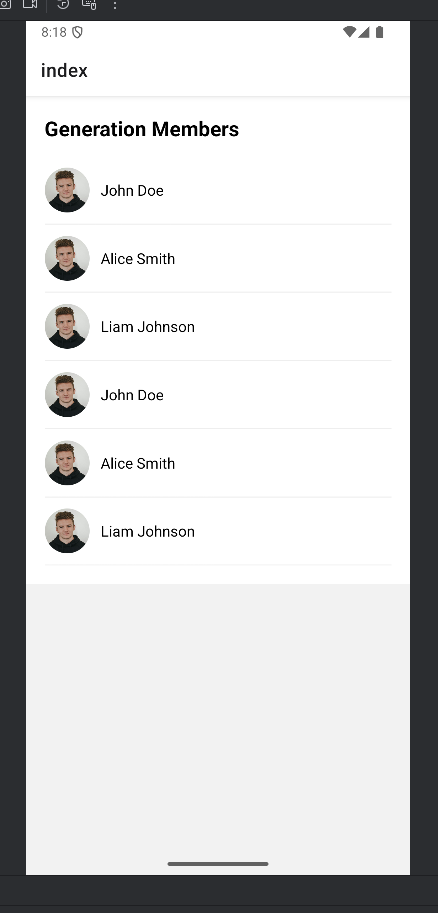 8:18
index
Generation Members
John Doe
Alice Smith
Liam Johnson
John Doe
Alice Smith
Liam Johnson